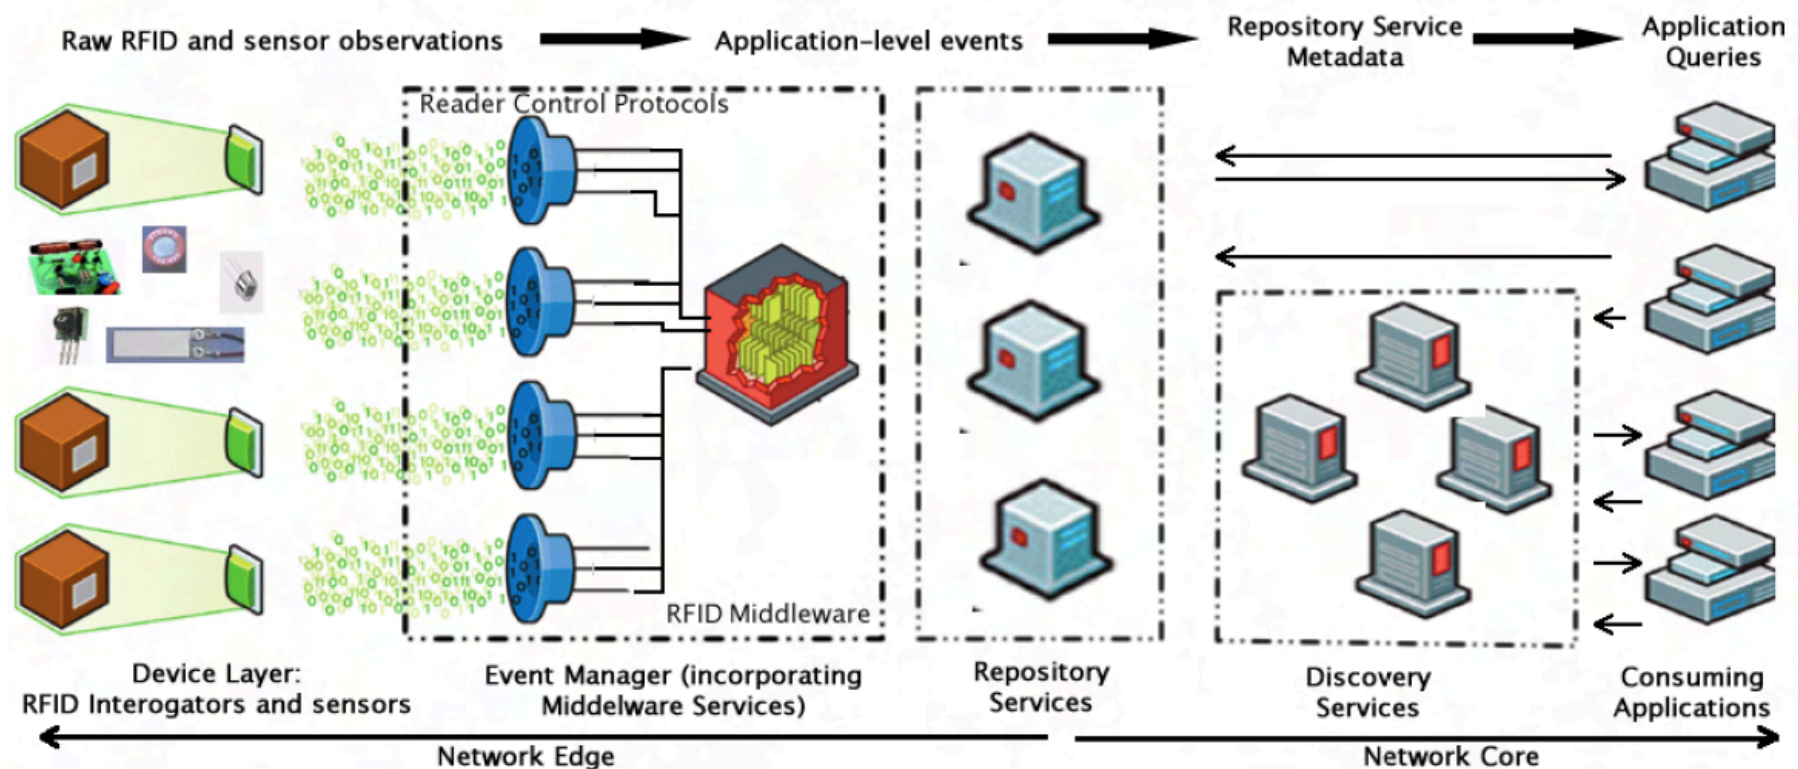 Raw RFID and sensor observations
Application-level events
Repository Service
Metadata
Application
Queries
Reader Control Protocols
RFID Middleware
Device Layer:
RFID Interogators and sensors
Event Manager (incorporating
Middelware Services)
Repository
Services
Discovery
Services
Consuming
Applications
Network Edge
Network Core